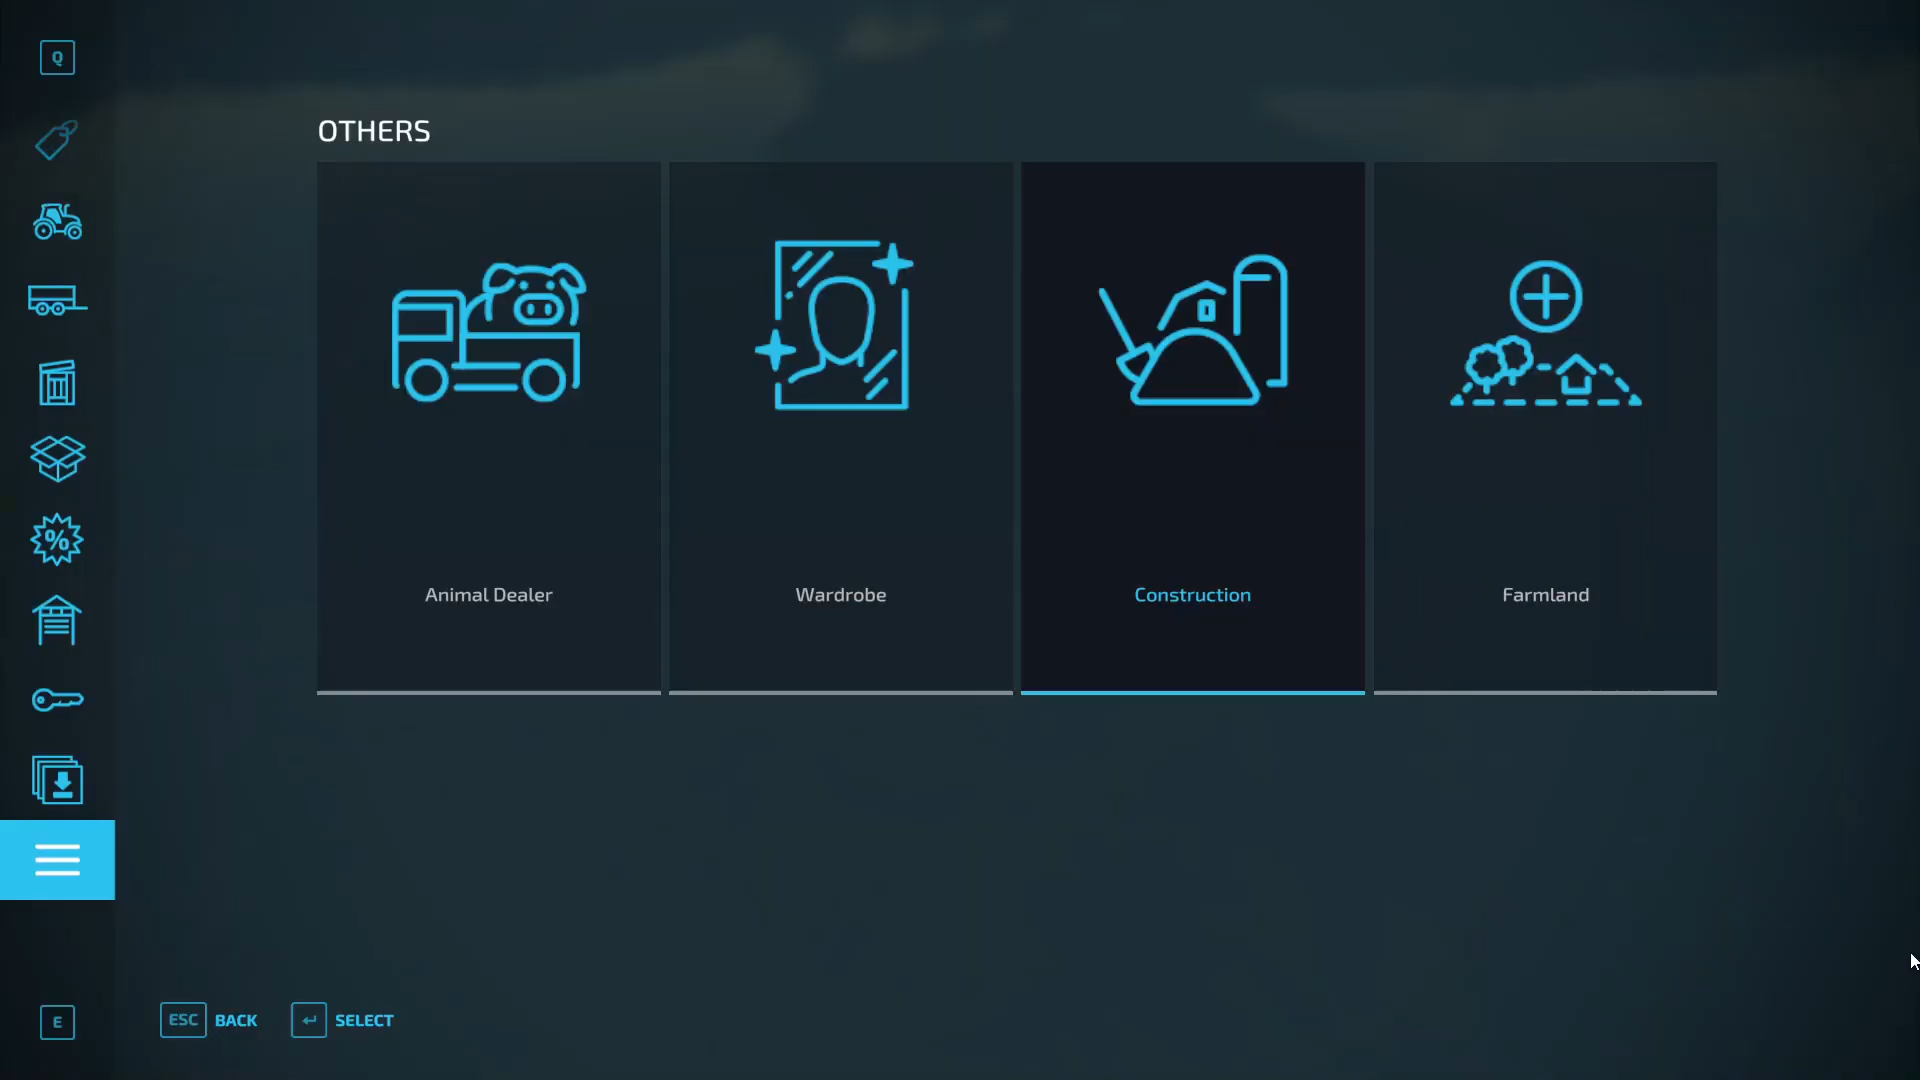 Q
OTHERS
%
Animal Dealer
Wardrobe
Construction
Farmland
E
ESC BACK SELECT